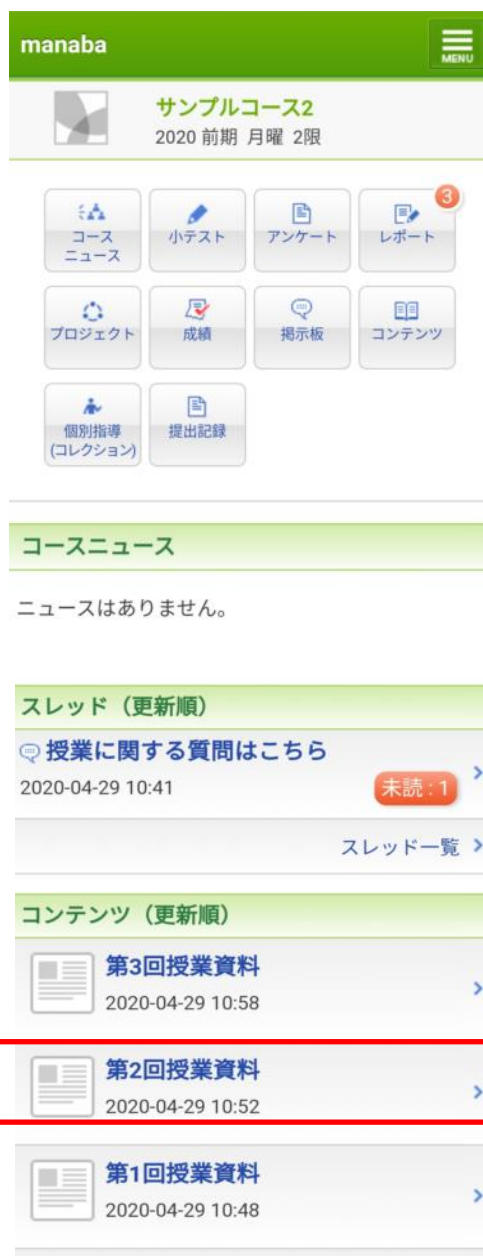 manaba
MENU
サンプルコース2
2020 前期 月曜 2限
コース
ニュース
小テスト
アンケート
レポート
3
プロジェクト
成績
掲示板
コンテンツ
個別指導
(コレクション)
提出記録
コースニュース
ニュースはありません。
スレッド（更新順）
授業に関する質問はこちら
2020-04-29 10:41
未読 : 1
スレッド一覧
コンテンツ（更新順）
第3回授業資料
2020-04-29 10:58
第2回授業資料
2020-04-29 10:52
第1回授業資料
2020-04-29 10:48